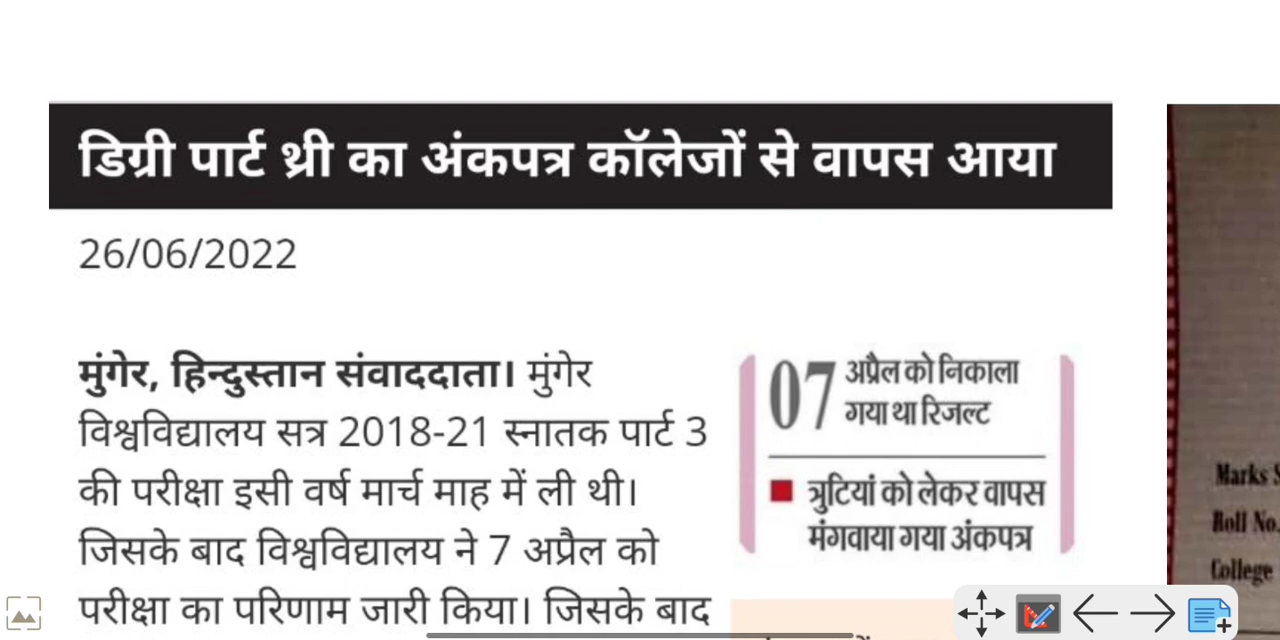 डिग्री पार्ट थ्री का अंकपत्र कॉलेजों से वापस आया
26/06/2022
मुंगेर, हिन्दुस्तान संवाददाता। मुंगेर
विश्वविद्यालय सत्र 2018-21 स्नातक पार्ट 3
की परीक्षा इसी वर्ष मार्च माह में ली थी।
जिसके बाद विश्वविद्यालय ने 7 अप्रैल को
परीक्षा का परिणाम जारी किया। जिसके बाद
07 अप्रैल को निकाला
गया था रिजल्ट
त्रुटियां को लेकर वापस
मंगवाया गया अंकपत्र
Marks
Roll No.
College